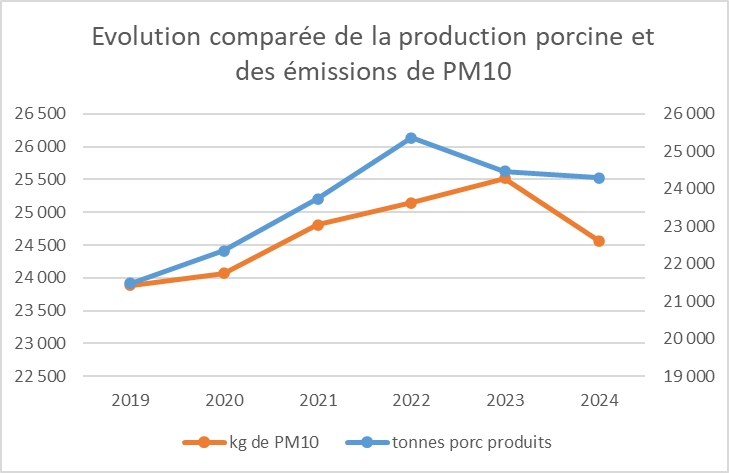 Evolution comparée de la production porcine et
des émissions de PM10
26 500 26 000
26 000 25 000
25 500 24 000
25 000 23 000
24 500 22 000
24 000 21 000
23 500 20 000
23 000 19 000
22 500
2019 2020 2021 2022 2023 2024
kg de PM10 tonnes porc produits